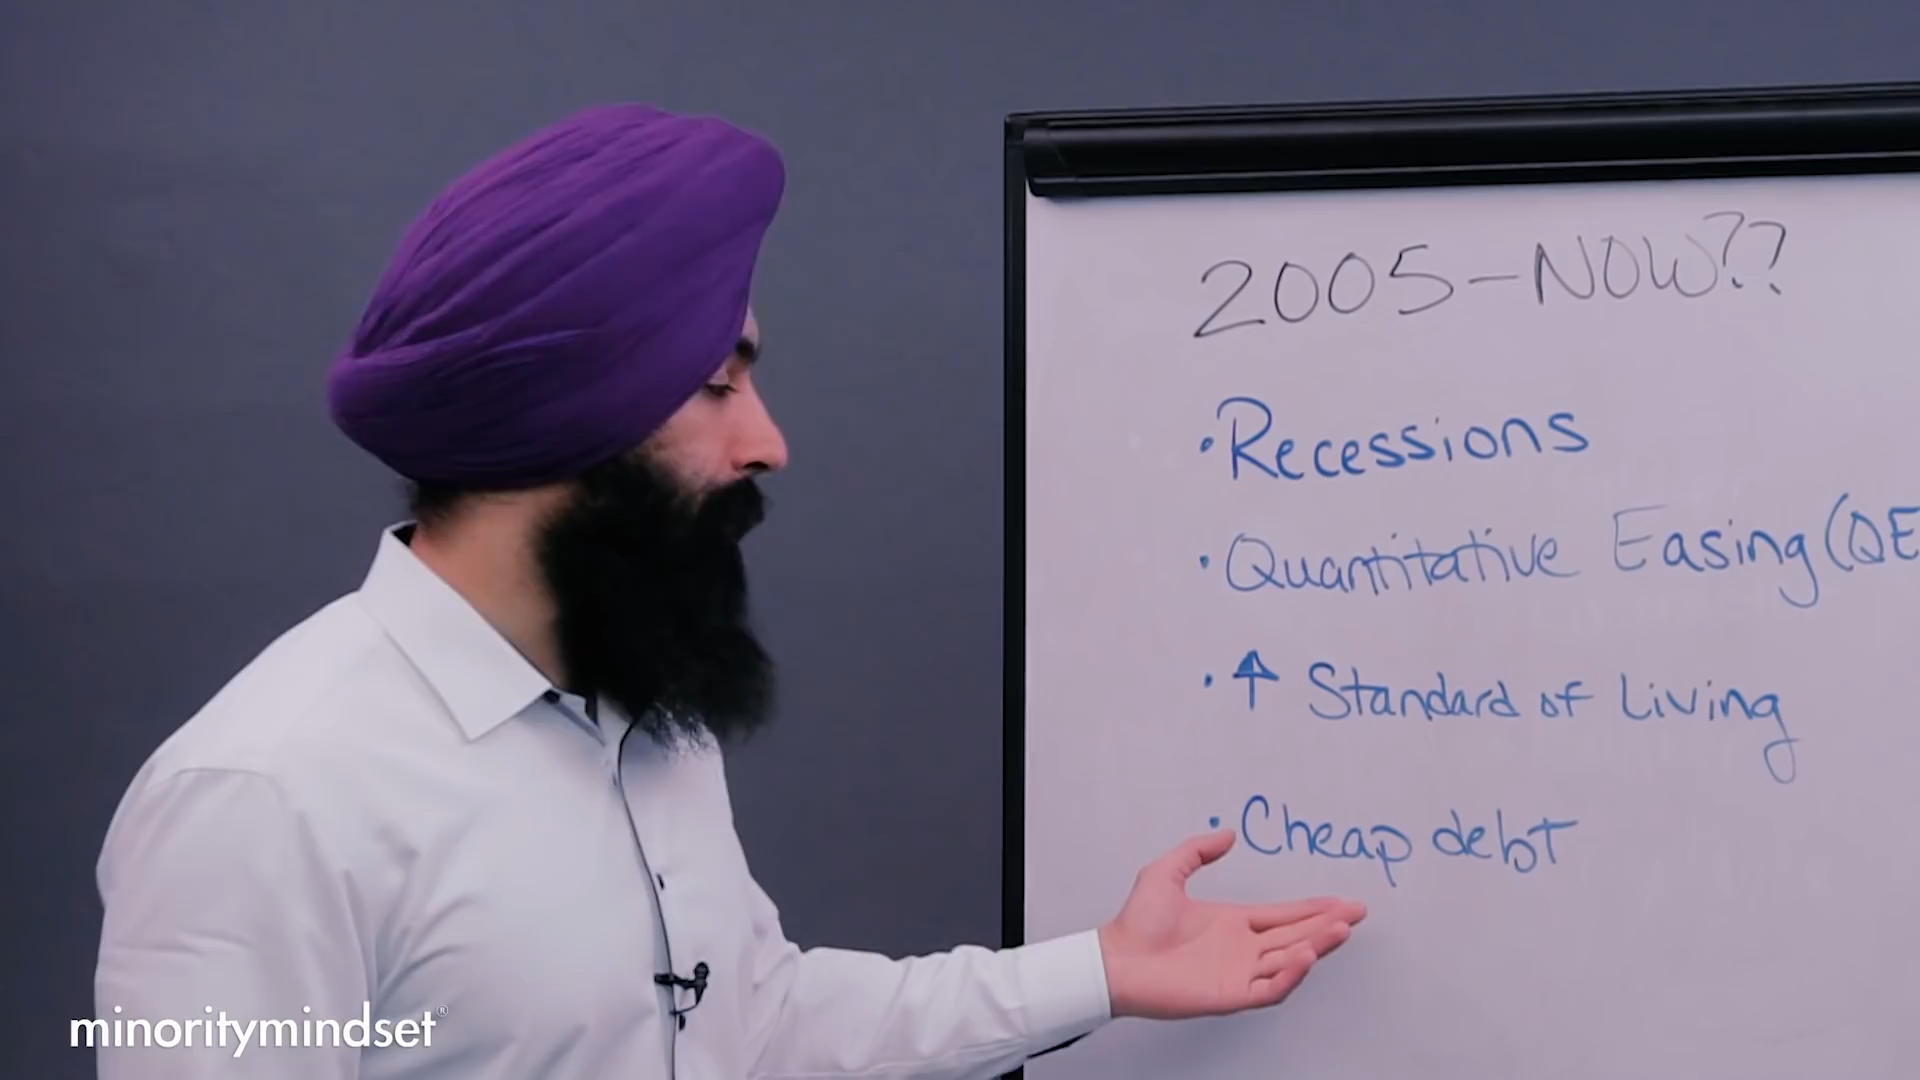 2005-NOW??
•Recessions
•Quantitative Easing (QE
•↑ Standard of Living
•Cheap debt
minoritymindset®